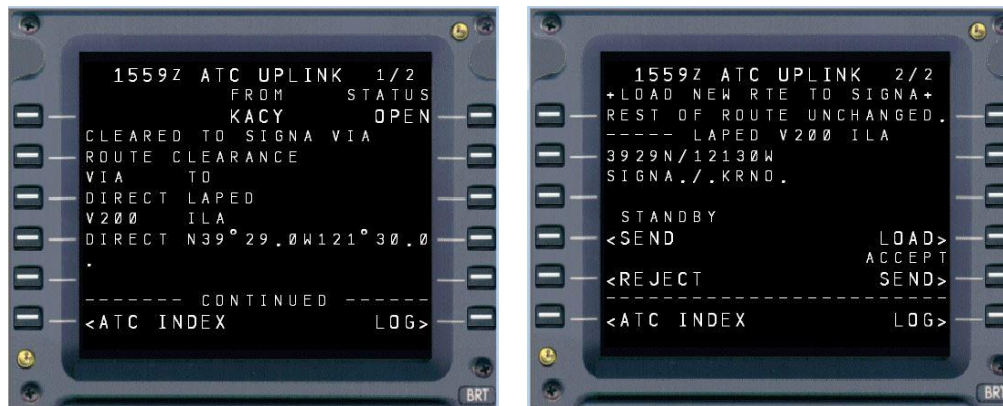 1559Z ATC UPLINK 1/2
FROM STATUS
KACY OPEN
CLEARED TO SIGNA VIA
ROUTE CLEARANCE
VIA TO
DIRECT LAPED
V200 ILA
DIRECT N39°29.0W121°30.0
.
------- CONTINUED ------
<ATC INDEX LOG>
BRT
1559Z ATC UPLINK 2/2
+LOAD NEW RTE TO SIGNA+
REST OF ROUTE UNCHANGED.
----- LAPED V200 ILA
3929N/12130W
SIGNA./.KRNO.
STANDBY
<SEND LOAD>
ACCEPT
<REJECT SEND>
------------------------
<ATC INDEX LOG>
BRT